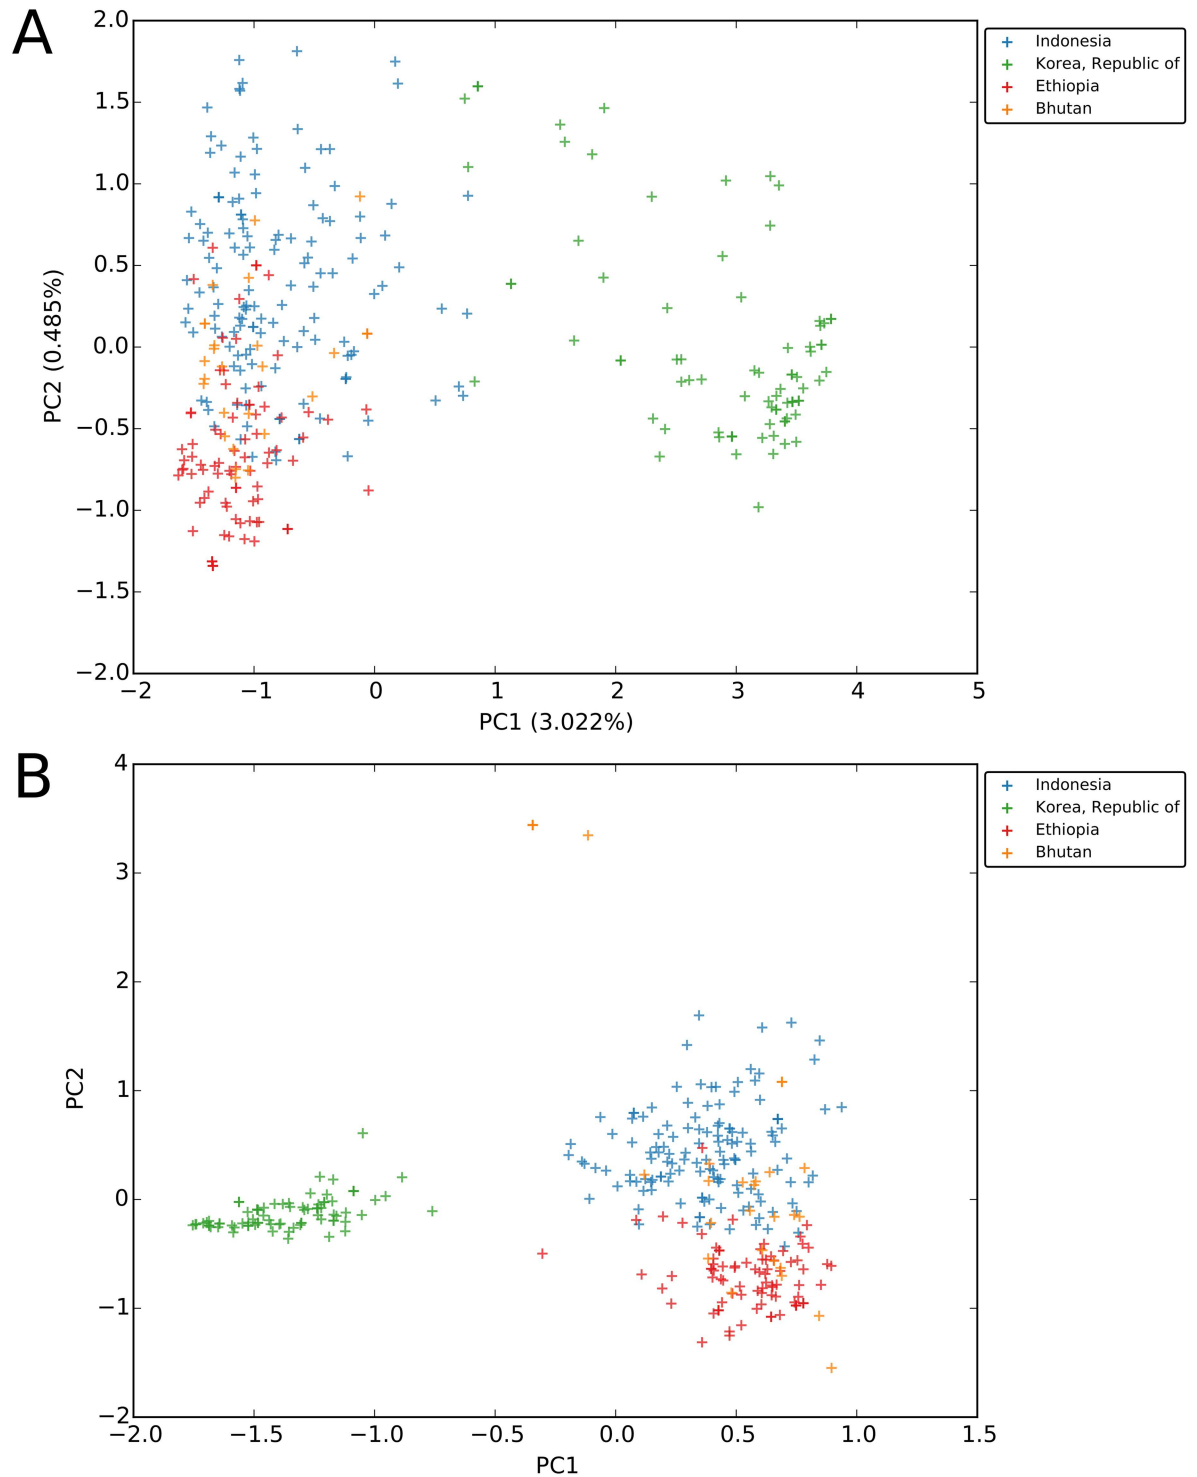 A
2.0
1.5
1.0
0.5
0.0
−0.5
−1.0
−1.5
−2.0
PC2 (0.485%)
−2 −1 0 1 2 3 4 5
PC1 (3.022%)
Indonesia
Korea, Republic of
Ethiopia
Bhutan
B
4
3
2
1
0
−1
−2
PC2
−2.0 −1.5 −1.0 −0.5 0.0 0.5 1.0 1.5
PC1
Indonesia
Korea, Republic of
Ethiopia
Bhutan